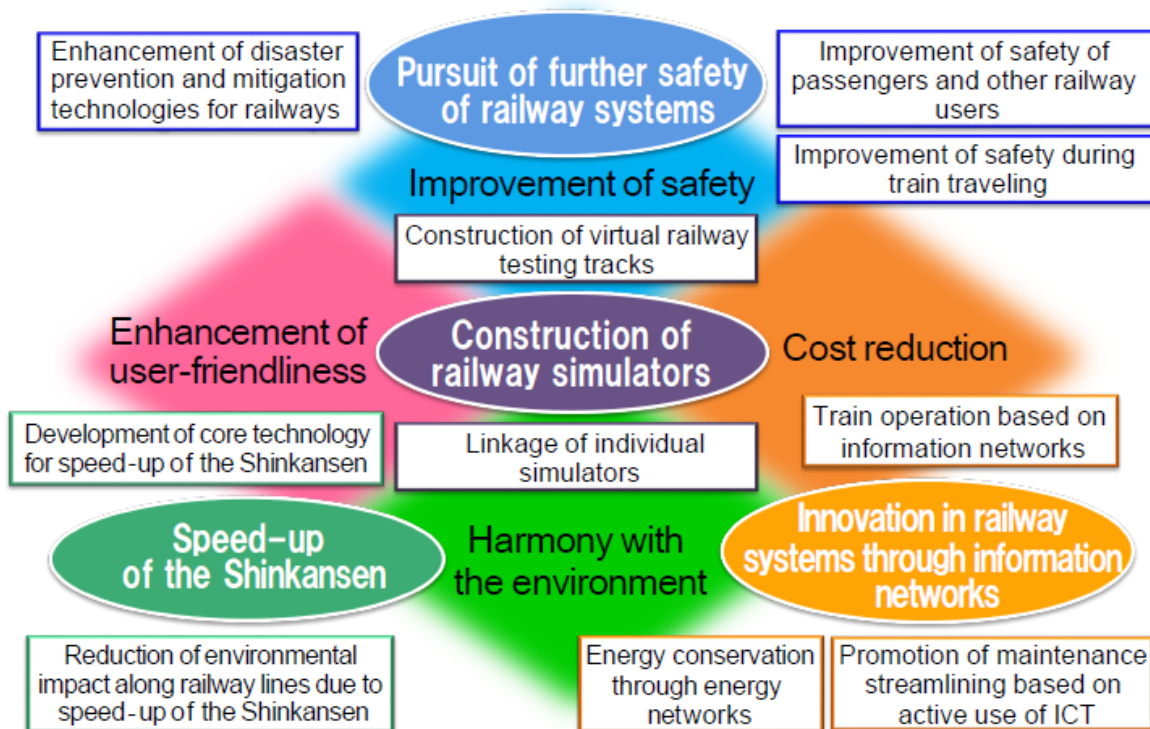 Enhancement of disaster
prevention and mitigation
technologies for railways
Pursuit of further safety
of railway systems
Improvement of safety of
passengers and other railway
users
Improvement of safety during
train traveling
Improvement of safety
Construction of virtual railway
testing tracks
Enhancement of
user-friendliness
Construction of
railway simulators
Cost reduction
Development of core technology
for speed-up of the Shinkansen
Linkage of individual
simulators
Train operation based on
information networks
Speed-up
of the Shinkansen
Harmony with
the environment
Innovation in railway
systems through information
networks
Reduction of environmental
impact along railway lines due to
speed-up of the Shinkansen
Energy conservation
through energy
networks
Promotion of maintenance
streamlining based on
active use of ICT